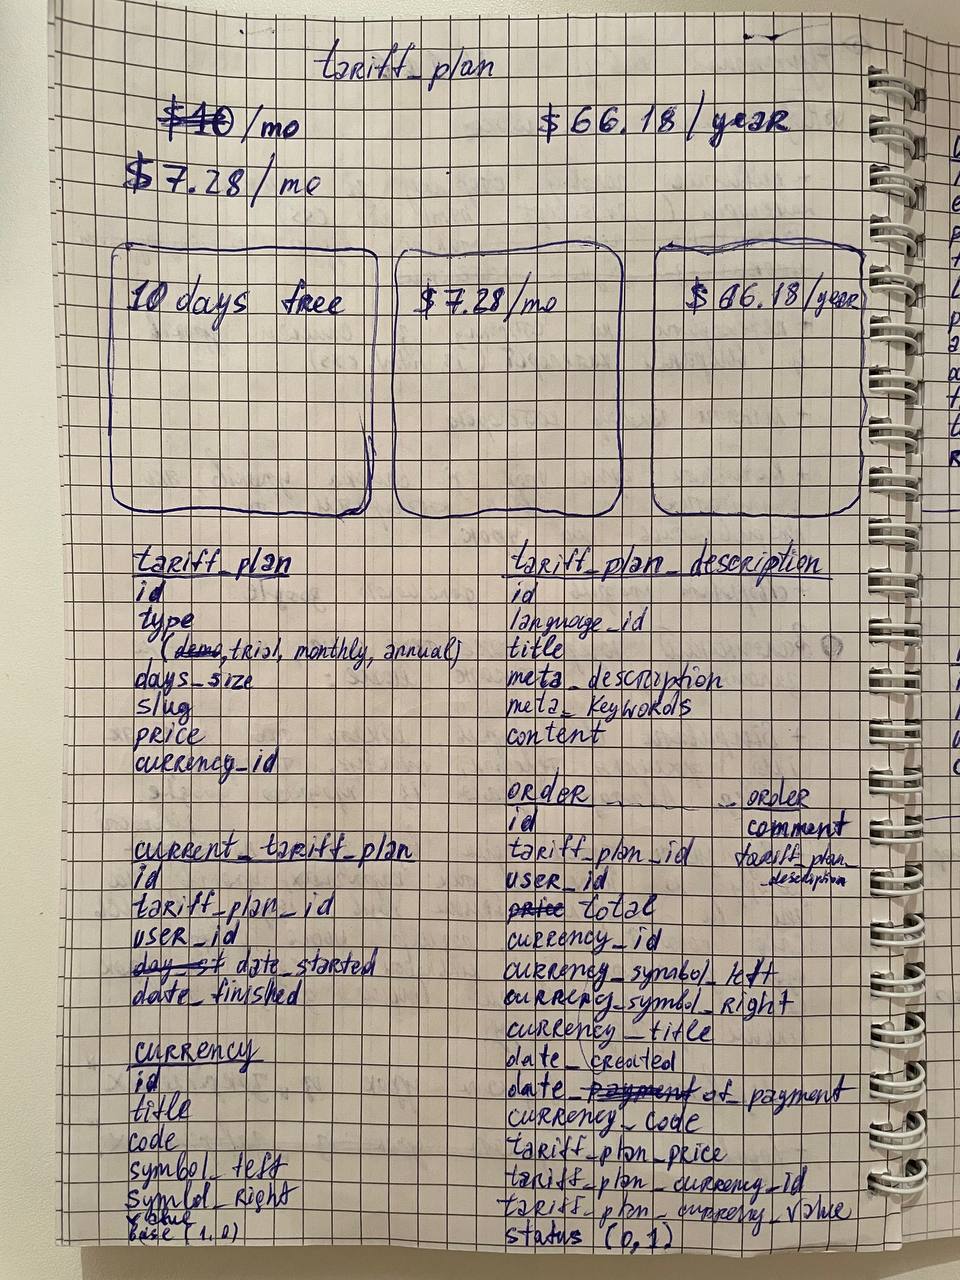 tariff_plan
$40/mo
$66.18/year
$7.28/mo
10 days free
$7.28/mo
$66.18/year
tariff_plan
id
type
(demo, trial, monthly, annual)
days_size
slug
price
currency_id
current_tariff_plan
id
tariff_plan_id
user_id
day_st date_started
date_finished
currency
id
title
code
symbol_left
symbol_right
value
base (1,0)
tariff_plan_description
id
language_id
title
meta_description
meta_keywords
content
order
id
tariff_plan_id
user_id
price total
currency_id
currency_symbol_left
currency_symbol_right
currency_title
date_created
date_payment of_payment
currency_code
tariff_plan_price
tariff_plan_currency_id
tariff_plan_currency_value
status (0,1)
order
comment
tariff_plan_
description